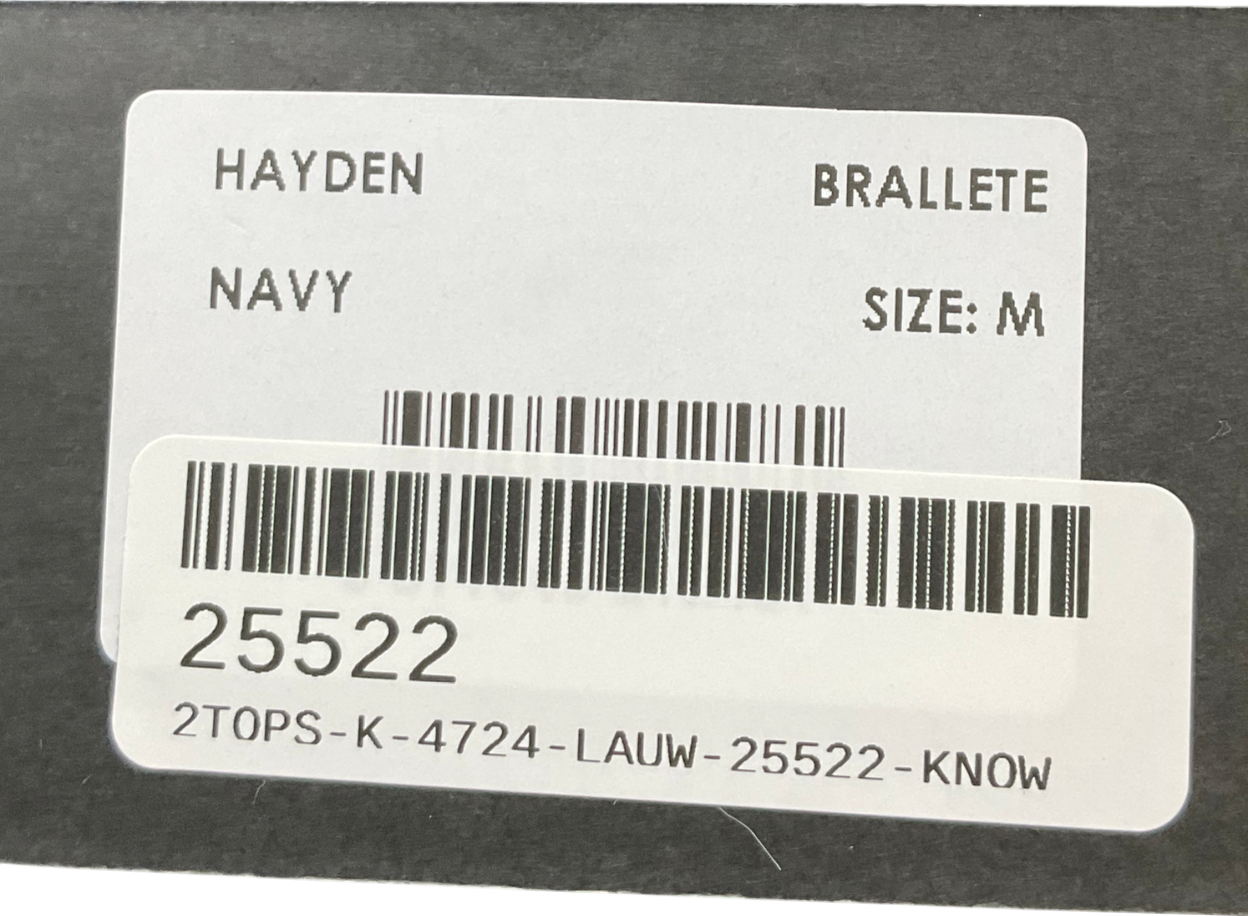 HAYDEN BRALLETE
NAVY SIZE: M
25522
2TOPS-K-4724-LAUW-25522-KNOW